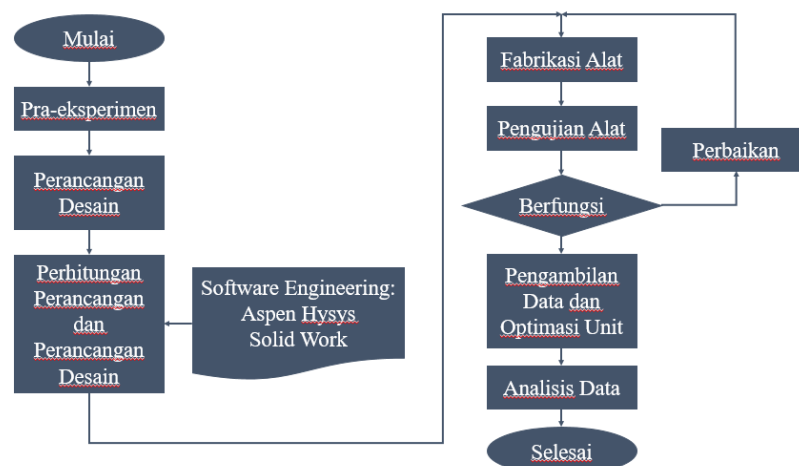 Mulai
Pra-eksperimen
Perancangan
Desain
Perhitungan
Perancangan
dan
Perancangan
Desain
Software Engineering:
Aspen Hysys
Solid Work
Fabrikasi Alat
Pengujian Alat
Berfungsi
Perbaikan
Pengambilan
Data dan
Optimasi Unit
Analisis Data
Selesai